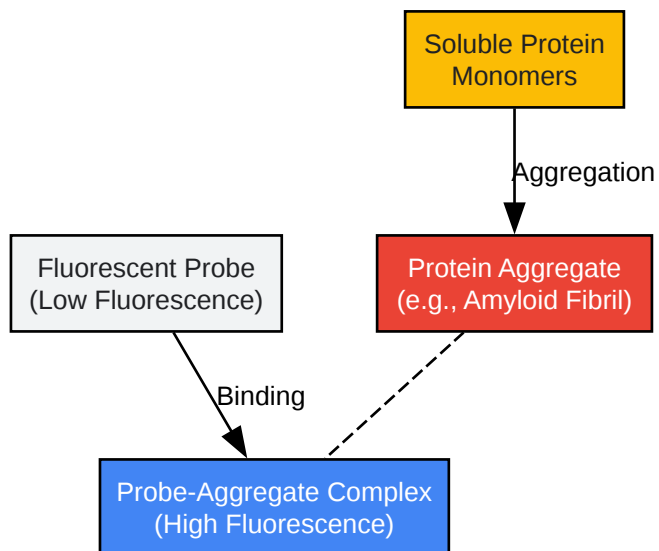 Soluble Protein
Monomers
Aggregation
Fluorescent Probe
(Low Fluorescence)
Protein Aggregate
(e.g., Amyloid Fibril)
Binding
Probe-Aggregate Complex
(High Fluorescence)